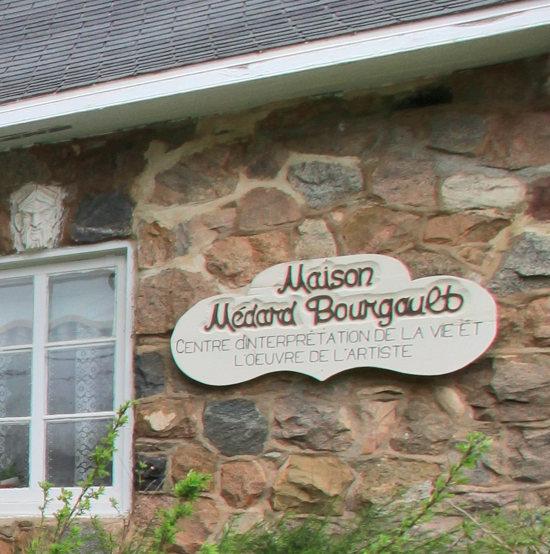 Maison
Médard Bourgault
CENTRE d'INTERPRÉTATION DE LA VIE ET
L'OEUVRE DE L'ARTISTE